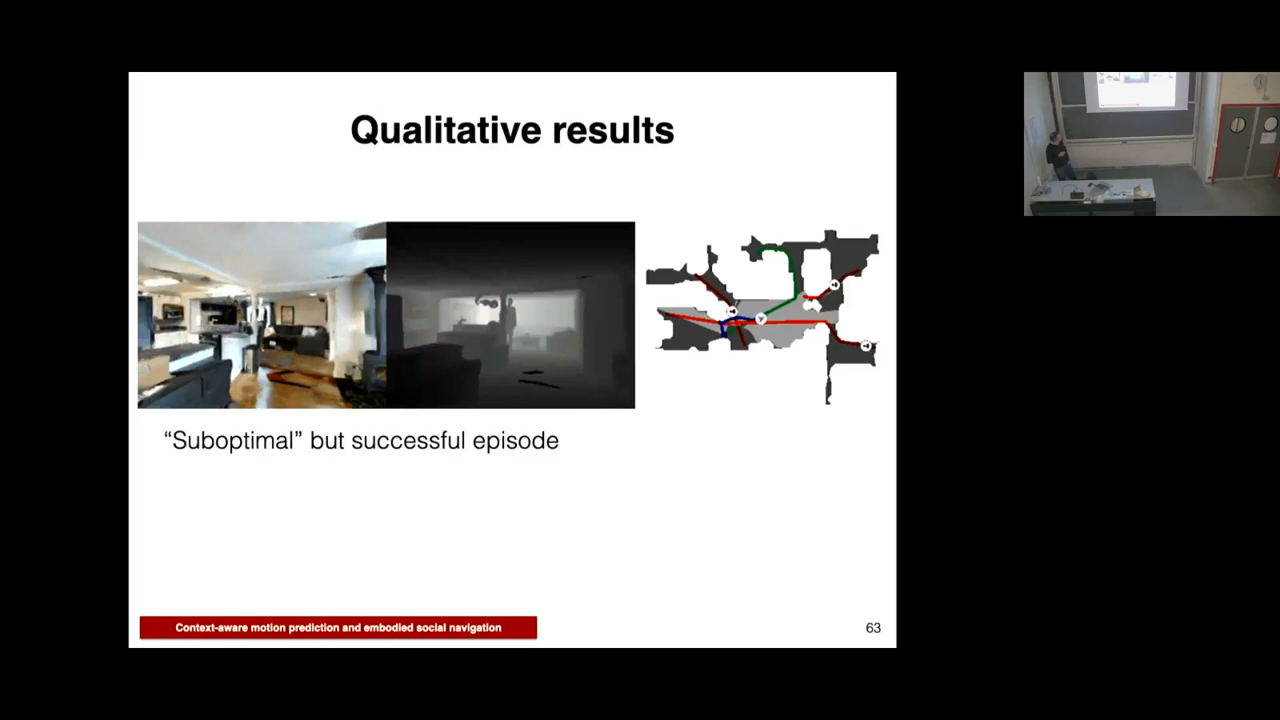 Qualitative results
“Suboptimal” but successful episode
Context-aware motion prediction and embodied social navigation
63